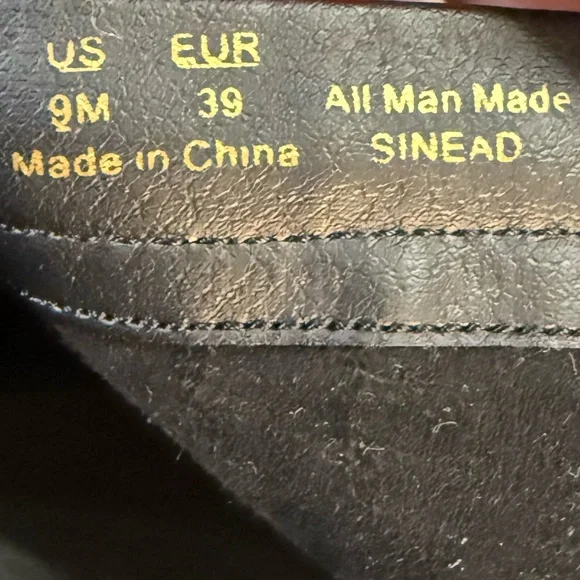 US EUR
9M 39 All Man Made
Made in China SINEAD